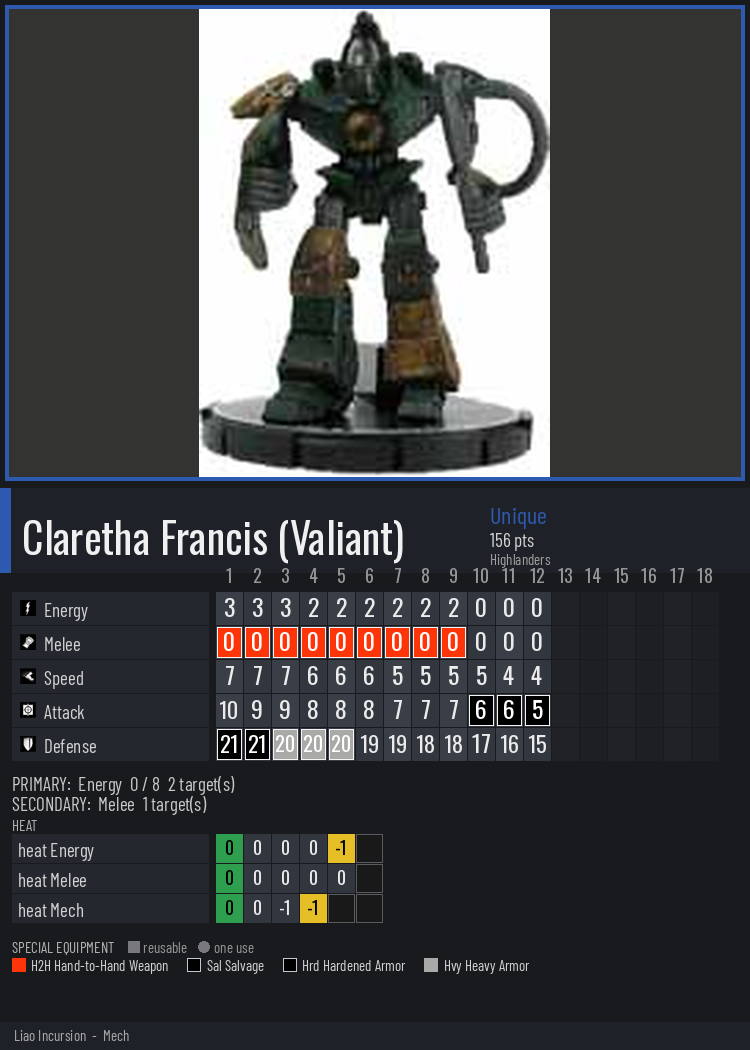 Claretha Francis (Valiant)
Unique
156 pts
Highlanders
1 2 3 4 5 6 7 8 9 10 11 12 13 14 15 16 17 18
Energy 3 3 3 2 2 2 2 2 2 0 0 0
Melee 0 0 0 0 0 0 0 0 0 0 0 0
Speed 7 7 7 6 6 6 5 5 5 5 4 4
Attack 10 9 9 8 8 8 7 7 7 6 6 5
Defense 21 21 20 20 20 19 19 18 18 17 16 15
PRIMARY: Energy 0 / 8 2 target(s)
SECONDARY: Melee 1 target(s)
HEAT
heat Energy 0 0 0 0 -1
heat Melee 0 0 0 0 0
heat Mech 0 0 -1 -1
SPECIAL EQUIPMENT reusable one use
H2H Hand-to-Hand Weapon Sal Salvage Hrd Hardened Armor Hvy Heavy Armor
Liao Incursion - Mech